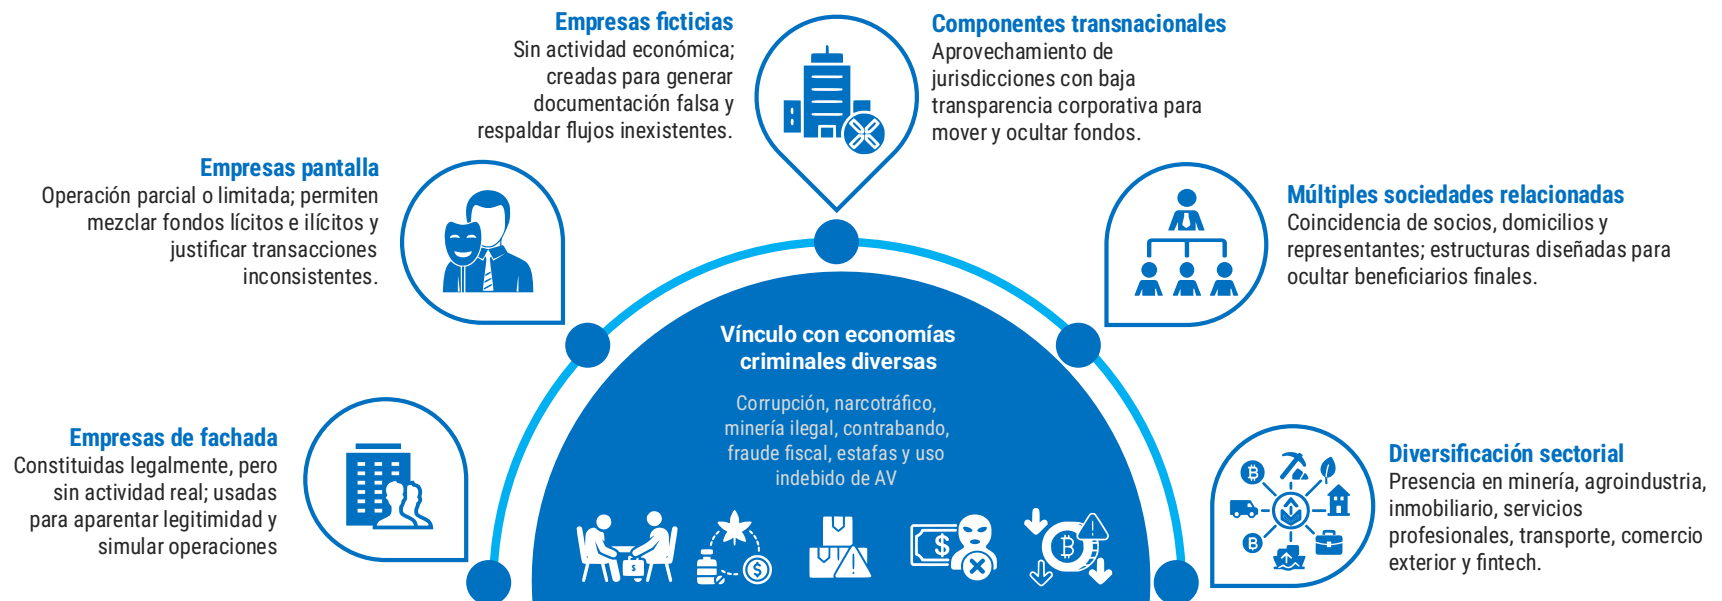 Empresas ficticias
Sin actividad económica;
creadas para generar
documentación falsa y
respaldar flujos inexistentes.
Componentes transnacionales
Aprovechamiento de
jurisdicciones con baja
transparencia corporativa para
mover y ocultar fondos.
Empresas pantalla
Operación parcial o limitada; permiten
mezclar fondos lícitos e ilícitos y
justificar transacciones
inconsistentes.
Múltiples sociedades relacionadas
Coincidencia de socios, domicilios y
representantes; estructuras diseñadas para
ocultar beneficiarios finales.
Vínculo con economías
criminales diversas
Corrupción, narcotráfico,
minería ilegal, contrabando,
fraude fiscal, estafas y uso
indebido de AV
Empresas de fachada
Constituidas legalmente, pero
sin actividad real; usadas
para aparentar legitimidad y
simular operaciones
Diversificación sectorial
Presencia en minería, agroindustria,
inmobiliario, servicios
profesionales, transporte, comercio
exterior y fintech.